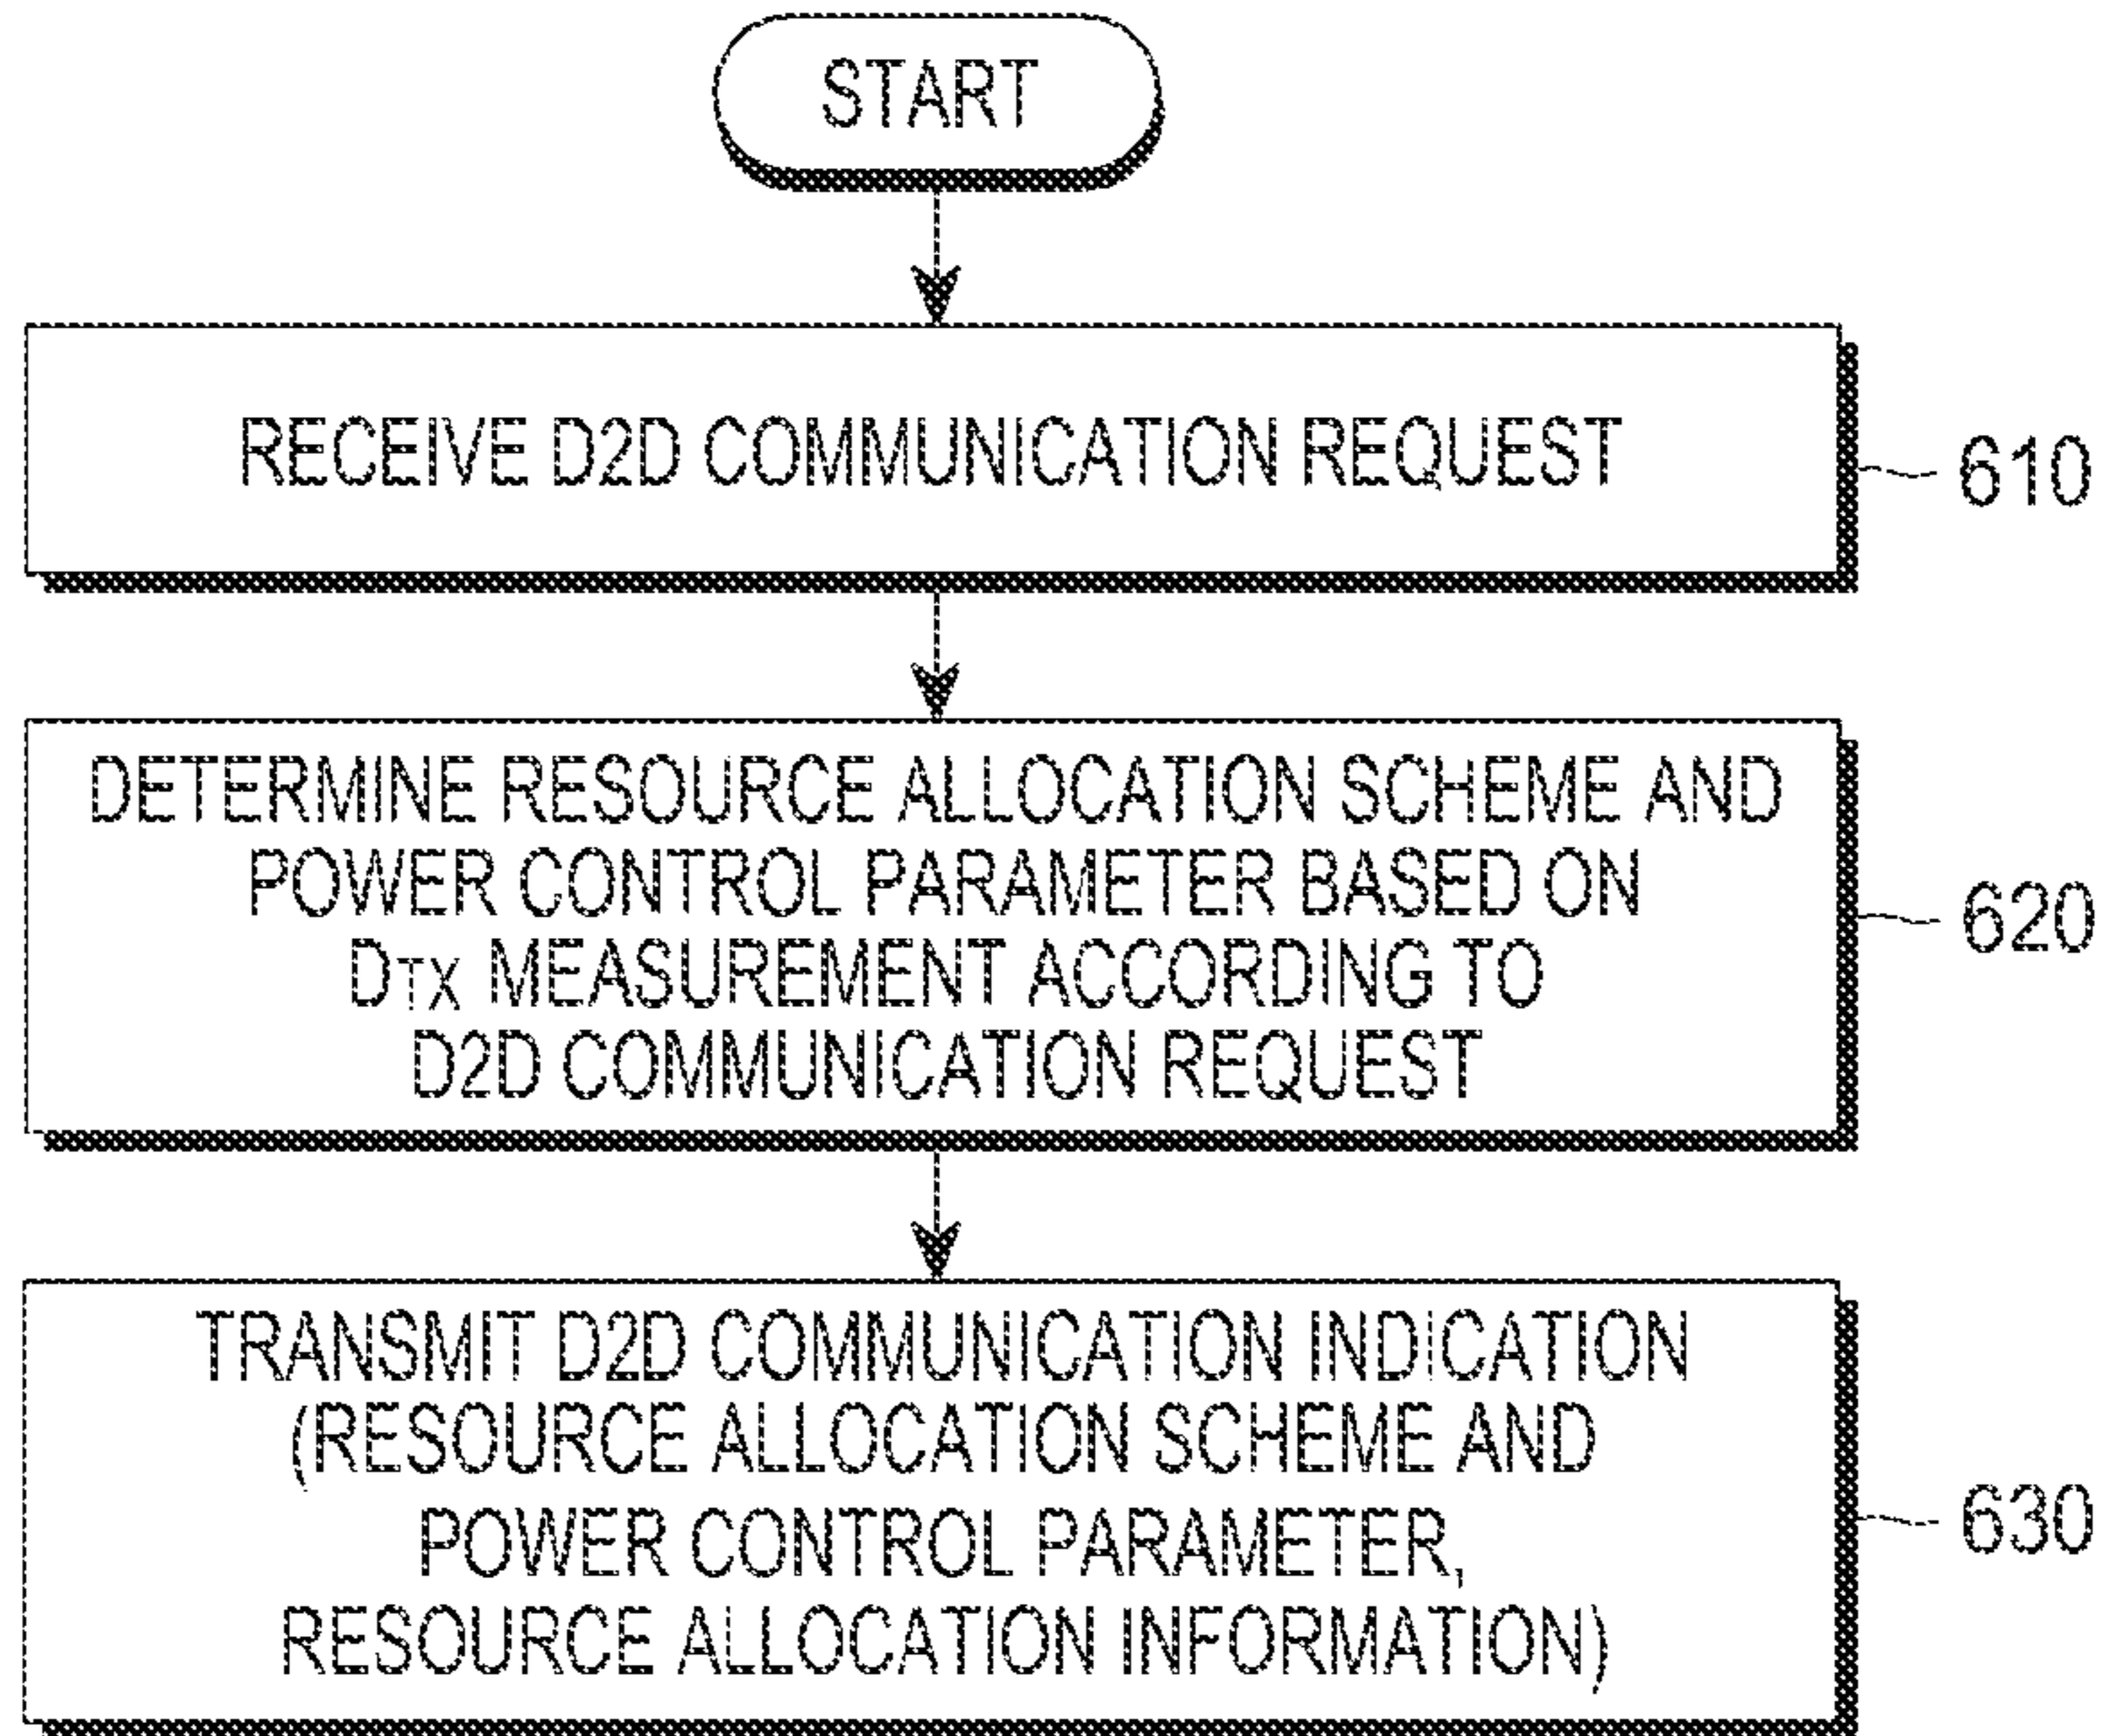 START
RECEIVE D2D COMMUNICATION REQUEST
610
DETERMINE RESOURCE ALLOCATION SCHEME AND
POWER CONTROL PARAMETER BASED ON
DTX MEASUREMENT ACCORDING TO
D2D COMMUNICATION REQUEST
620
TRANSMIT D2D COMMUNICATION INDICATION
(RESOURCE ALLOCATION SCHEME AND
POWER CONTROL PARAMETER,
RESOURCE ALLOCATION INFORMATION)
630